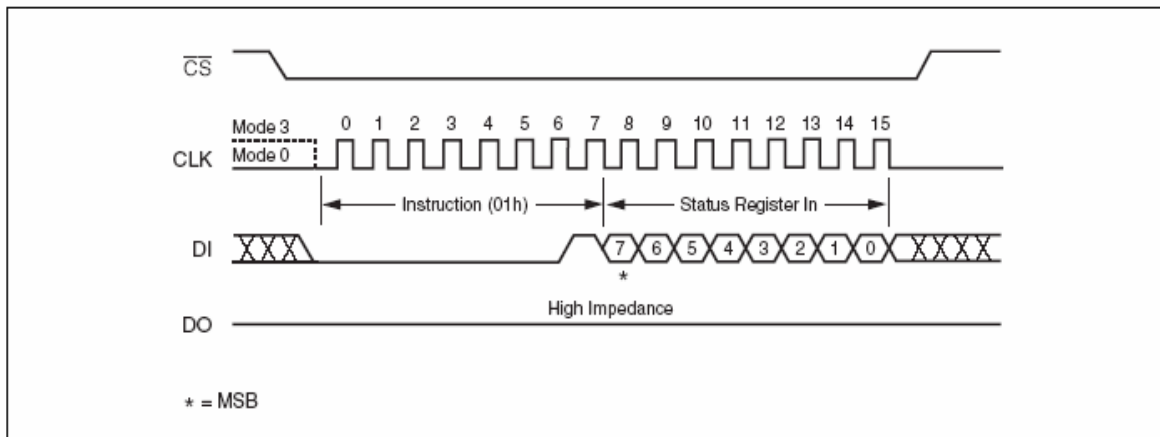 CS
Mode 3
0 1 2 3 4 5 6 7 8 9 10 11 12 13 14 15
CLK
Mode 0
Instruction (01h)
Status Register In
DI
7 6 5 4 3 2 1 0
*
High Impedance
DO
* = MSB